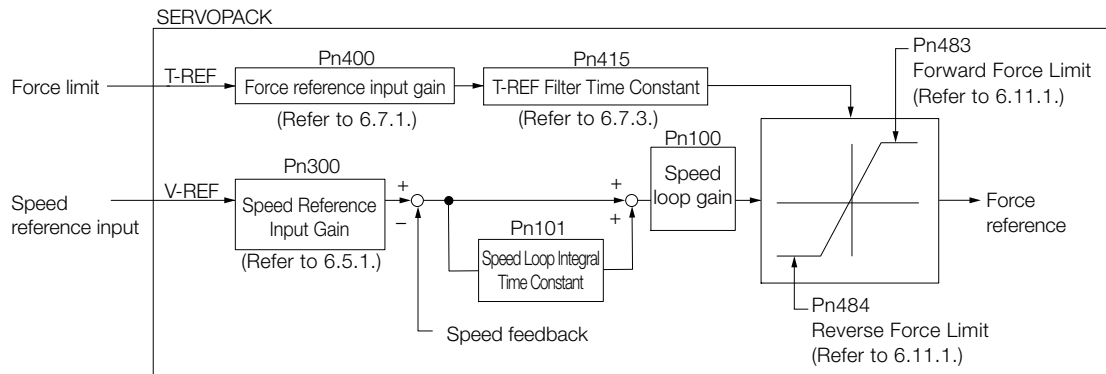 SERVOPACK
Force limit
T-REF
Pn400
Force reference input gain
(Refer to 6.7.1.)
Pn415
T-REF Filter Time Constant
(Refer to 6.7.3.)
Pn483
Forward Force Limit
(Refer to 6.11.1.)
Speed
reference input
V-REF
Pn300
Speed Reference
Input Gain
(Refer to 6.5.1.)
+
−
Speed feedback
Pn101
Speed Loop Integral
Time Constant
+
+
Pn100
Speed
loop gain
Force
reference
Pn484
Reverse Force Limit
(Refer to 6.11.1.)